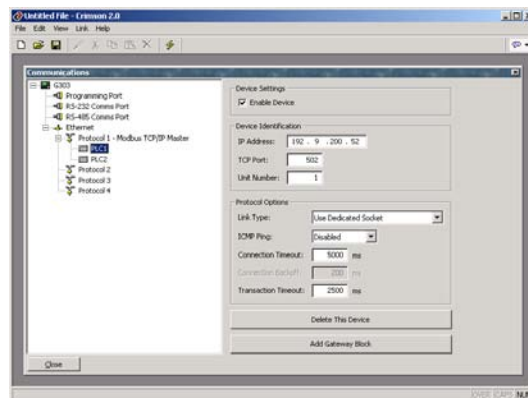 Untitled File - Crimson 2.0
File Edit View Link Help
Communications
G303
Programming Port
RS-232 Comms Port
RS-485 Comms Port
Ethernet
Protocol 1 - Modbus TCP/IP Master
PLC1
PLC2
Protocol 2
Protocol 3
Protocol 4
Device Settings
Enable Device
Device Identification
IP Address: 192 . 9 .200 . 52
TCP Port: 502
Unit Number: 1
Protocol Options
Link Type: Use Dedicated Socket
ICMP Ping: Disabled
Connection Timeout: 5000 ms
Connection Backoff: 200 ms
Transaction Timeout: 2500 ms
Delete This Device
Add Gateway Block
Close
OVER CAPS NUM